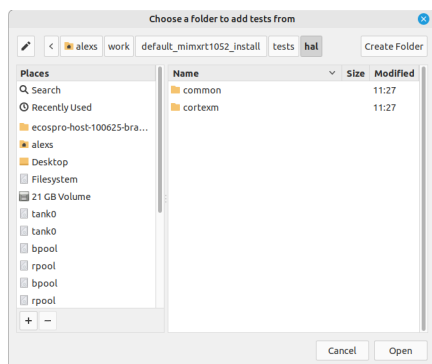 Choose a folder to add tests from
alexs work default_mimxrt1052_install tests hal Create Folder
Places
Search
Recently Used
ecospro-host-100625-bra...
alexs
Desktop
Filesystem
21 GB Volume
tank0
tank0
bpool
rpool
bpool
rpool
Name Size Modified
common 11:27
cortexm 11:27
Cancel Open